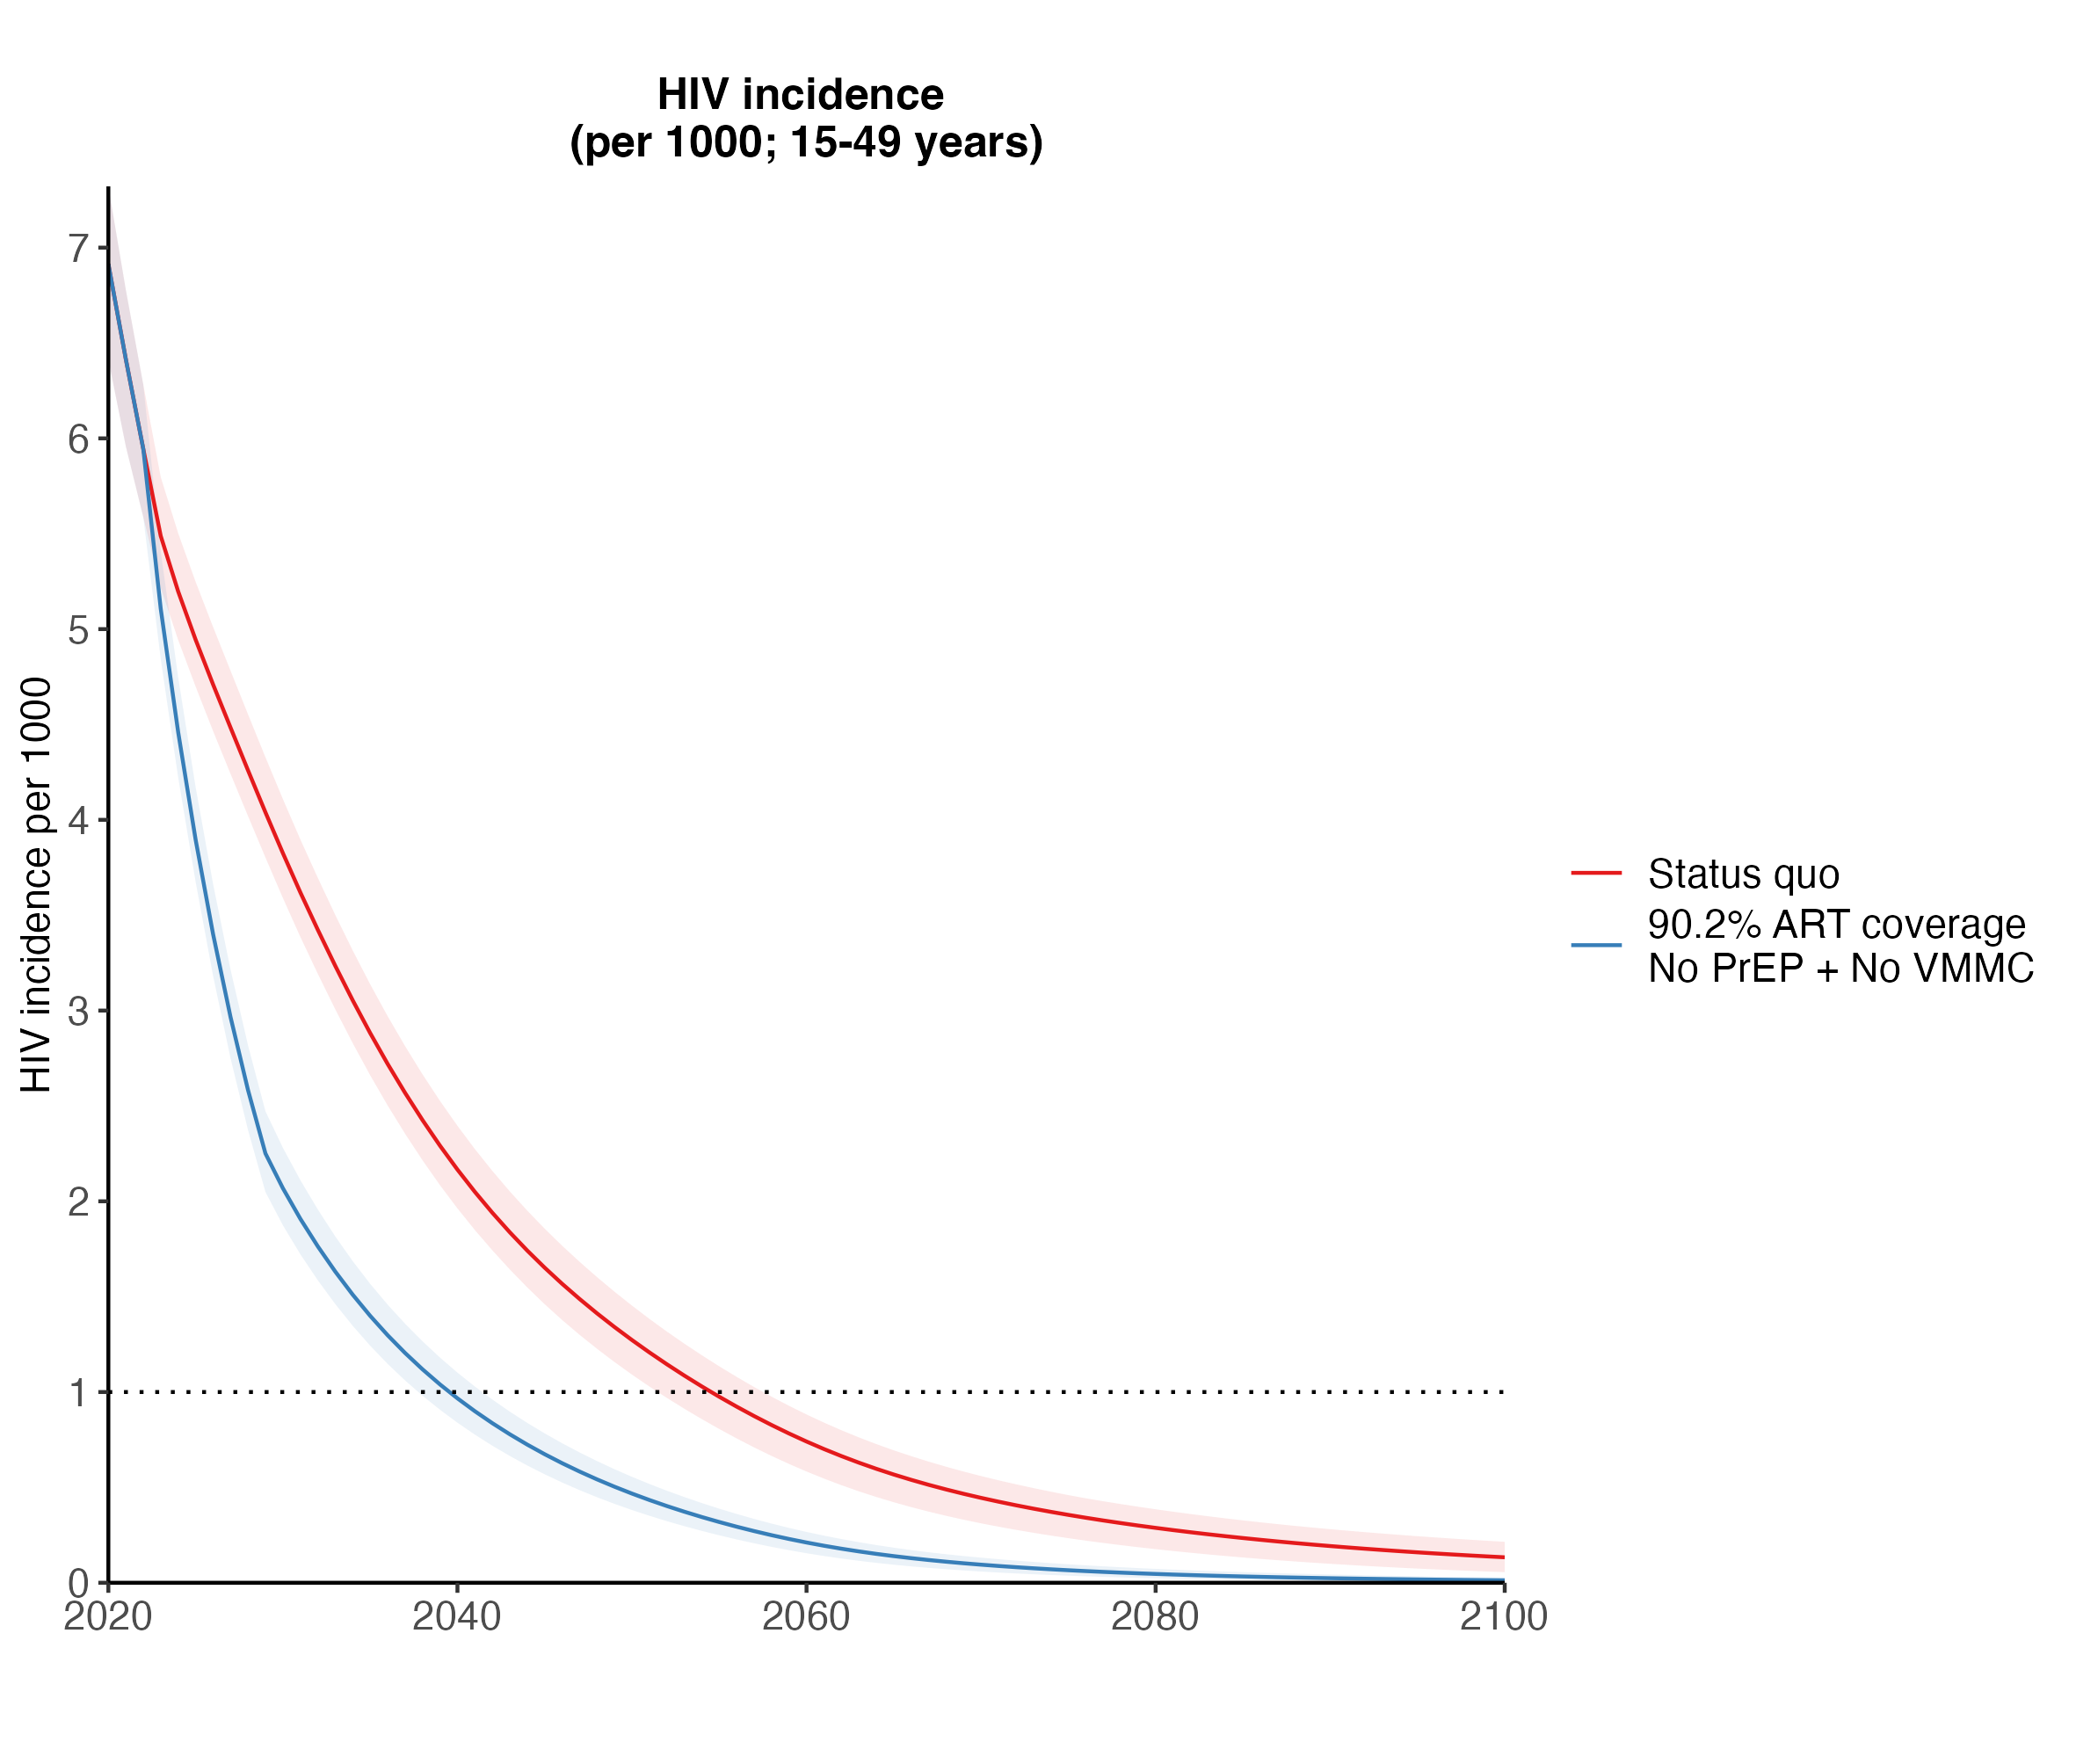 HIV incidence
(per 1000; 15-49 years)
HIV incidence per 1000
7
6
5
4
3
2
1
0
2020
2040
2060
2080
2100
Status quo
90.2% ART coverage
No PrEP + No VMMC